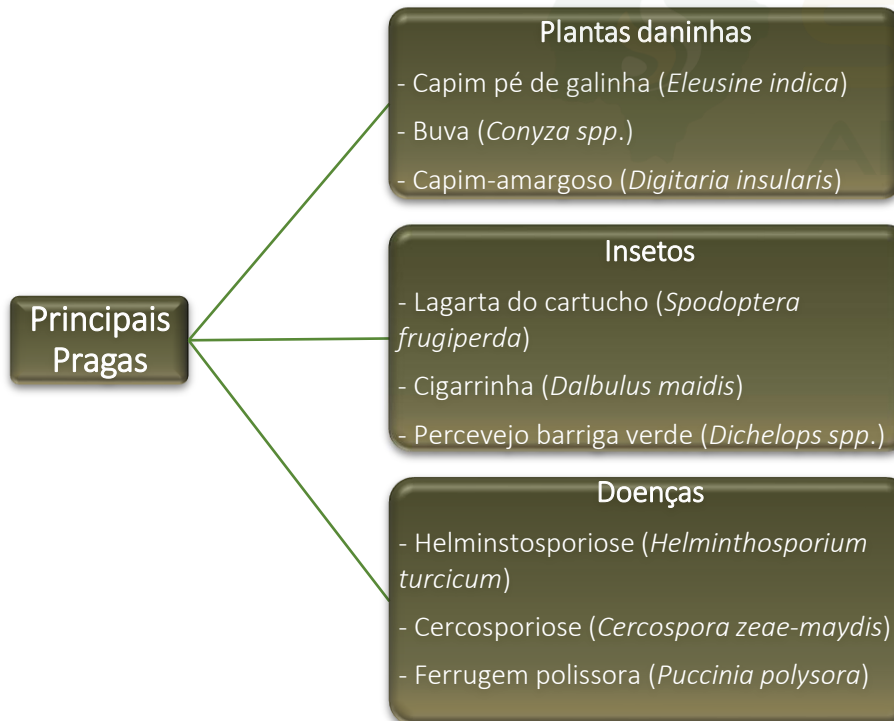 Plantas daninhas
- Capim pé de galinha (Eleusine indica)
- Buva (Conyza spp.)
- Capim-amargoso (Digitaria insularis)
Principais
Pragas
Insetos
- Lagarta do cartucho (Spodoptera
frugiperda)
- Cigarrinha (Dalbulus maidis)
- Percevejo barriga verde (Dichelops spp.)
Doenças
- Helminstosporiose (Helminthosporium
turcicum)
- Cercosporiose (Cercospora zeae-maydis)
- Ferrugem polissora (Puccinia polysora)